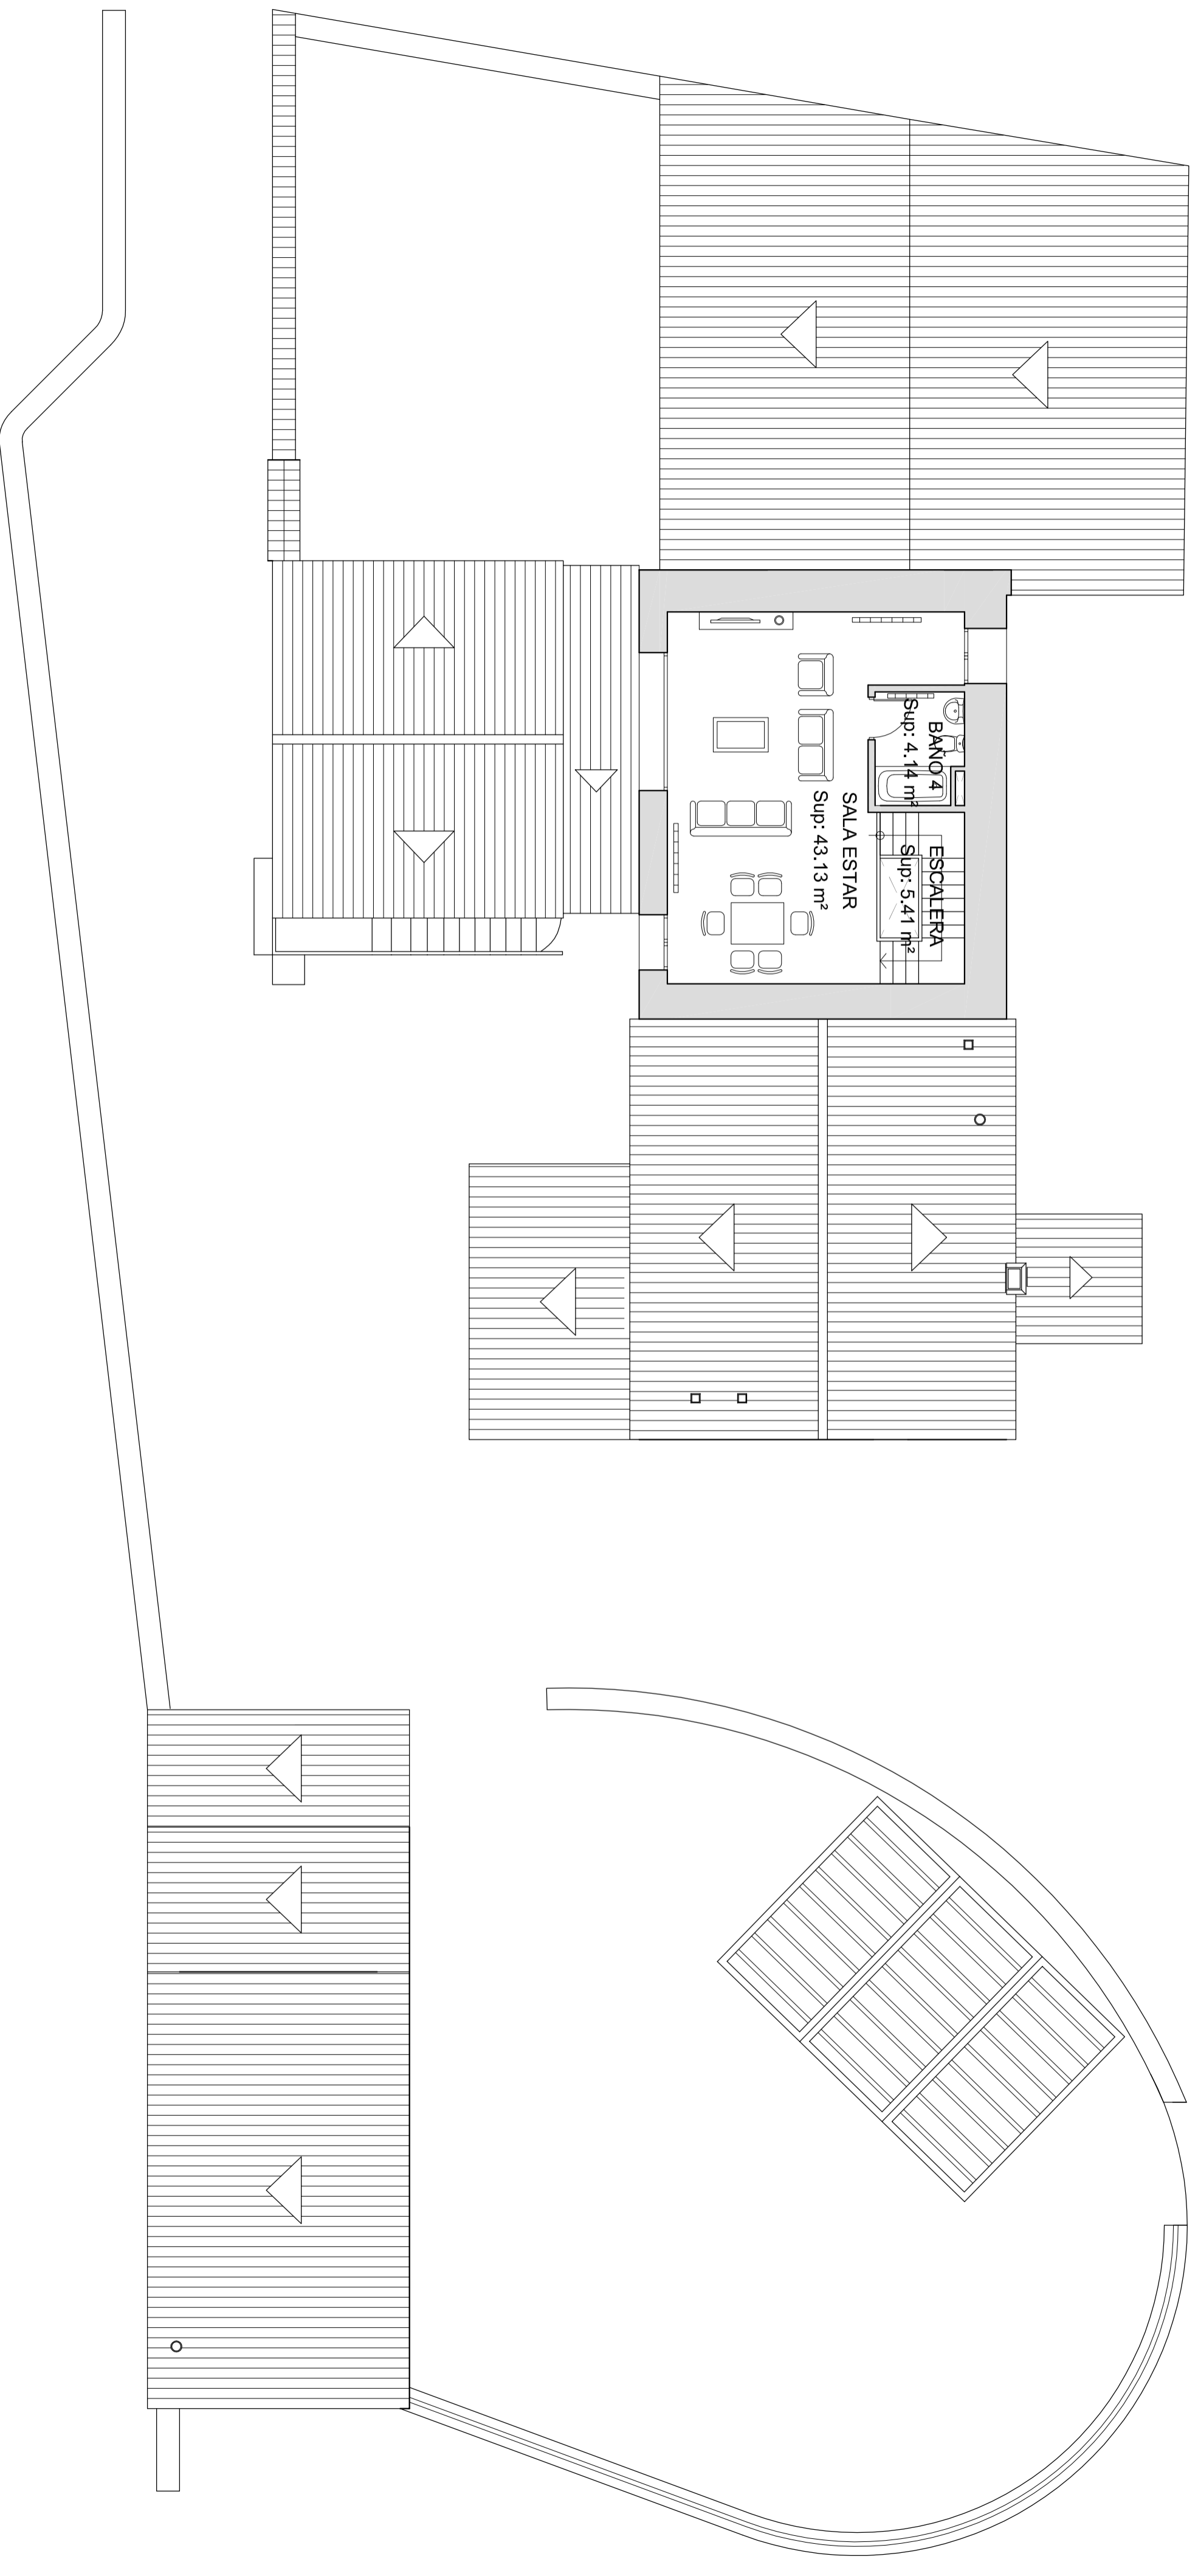 BAÑO 4
Sup: 4.14 m²
SALA ESTAR
Sup: 43.13 m²
ESCALERA
Sup: 5.41 m²